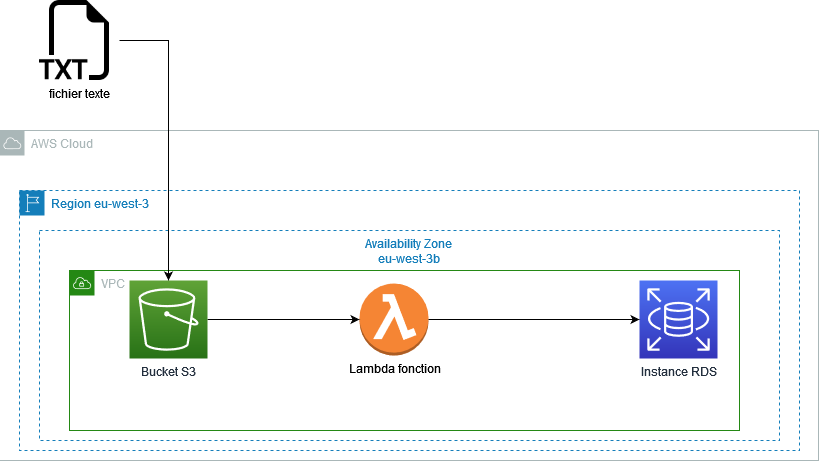 TXT
fichier texte
AWS Cloud
Region eu-west-3
Availability Zone
eu-west-3b
VPC
Bucket S3
Lambda fonction
Instance RDS